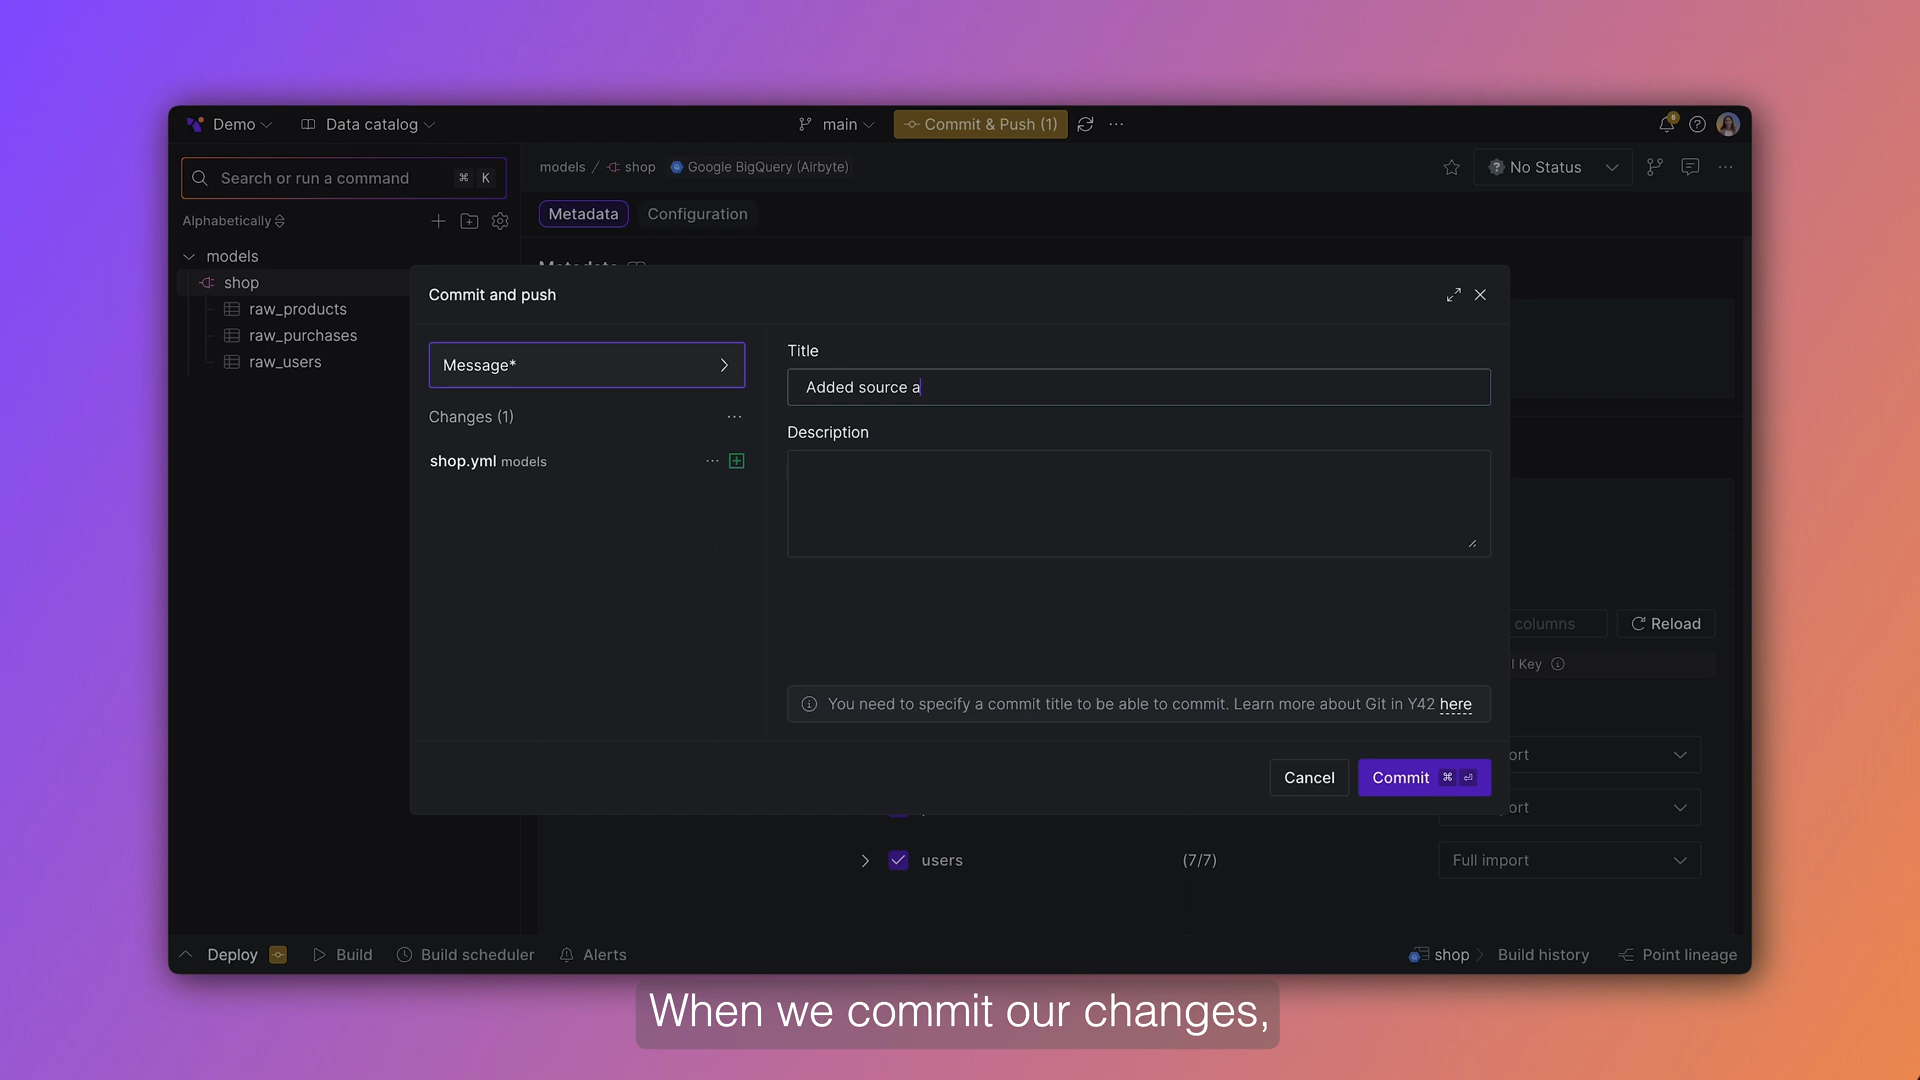 Demo
Data catalog
main
Commit & Push (1)
6
Search or run a command
⌘ K
models / shop
Google BigQuery (Airbyte)
No Status
Alphabetically
Metadata
Configuration
models
shop
raw_products
raw_purchases
raw_users
Commit and push
Message*
Changes (1)
shop.yml models
Title
Added source a
Description
You need to specify a commit title to be able to commit. Learn more about Git in Y42 here
Cancel
Commit ⌘ ⏎
columns
Reload
Key
users
(7/7)
Full import
Deploy
Build
Build scheduler
Alerts
shop
Build history
Point lineage
When we commit our changes,